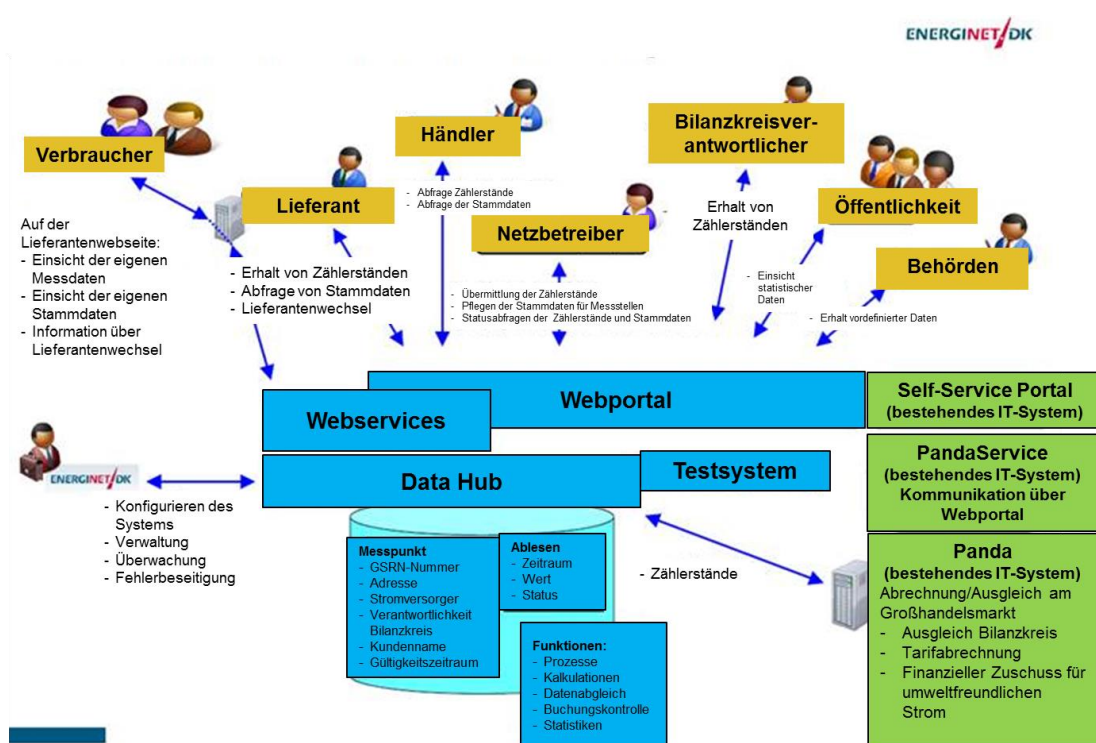 ENERGINET/DK
Verbraucher
Lieferant
Händler
Netzbetreiber
Bilanzkreisver-
antwortlicher
Öffentlichkeit
Behörden
Auf der
Lieferantenwebseite:
- Einsicht der eigenen
Messdaten
- Einsicht der eigenen
Stammdaten
- Information über
Lieferantenwechsel
- Erhalt von Zählerständen
- Abfrage von Stammdaten
- Lieferantenwechsel
- Abfrage Zählerstände
- Abfrage der Stammdaten
- Übermittlung der Zählerstände
- Pflegen der Stammdaten für Messstellen
- Statusabfragen der Zählerstände und Stammdaten
Erhalt von
Zählerständen
- Einsicht
statistischer
Daten
- Erhalt vordefinierter Daten
Webportal
Webservices
Data Hub
Testsystem
Self-Service Portal
(bestehendes IT-System)
PandaService
(bestehendes IT-System)
Kommunikation über
Webportal
Panda
(bestehendes IT-System)
Abrechnung/Ausgleich am
Großhandelsmarkt
- Ausgleich Bilanzkreis
- Tarifabrechnung
- Finanzieller Zuschuss für
umweltfreundlichen
Strom
ENERGINET/DK
- Konfigurieren des
Systems
- Verwaltung
- Überwachung
- Fehlerbeseitigung
Messpunkt
- GSRN-Nummer
- Adresse
- Stromversorger
- Verantwortlichkeit
Bilanzkreis
- Kundenname
- Gültigkeitszeitraum
Ablesen
- Zeitraum
- Wert
- Status
Funktionen:
- Prozesse
- Kalkulationen
- Datenabgleich
- Buchungskontrolle
- Statistiken
- Zählerstände